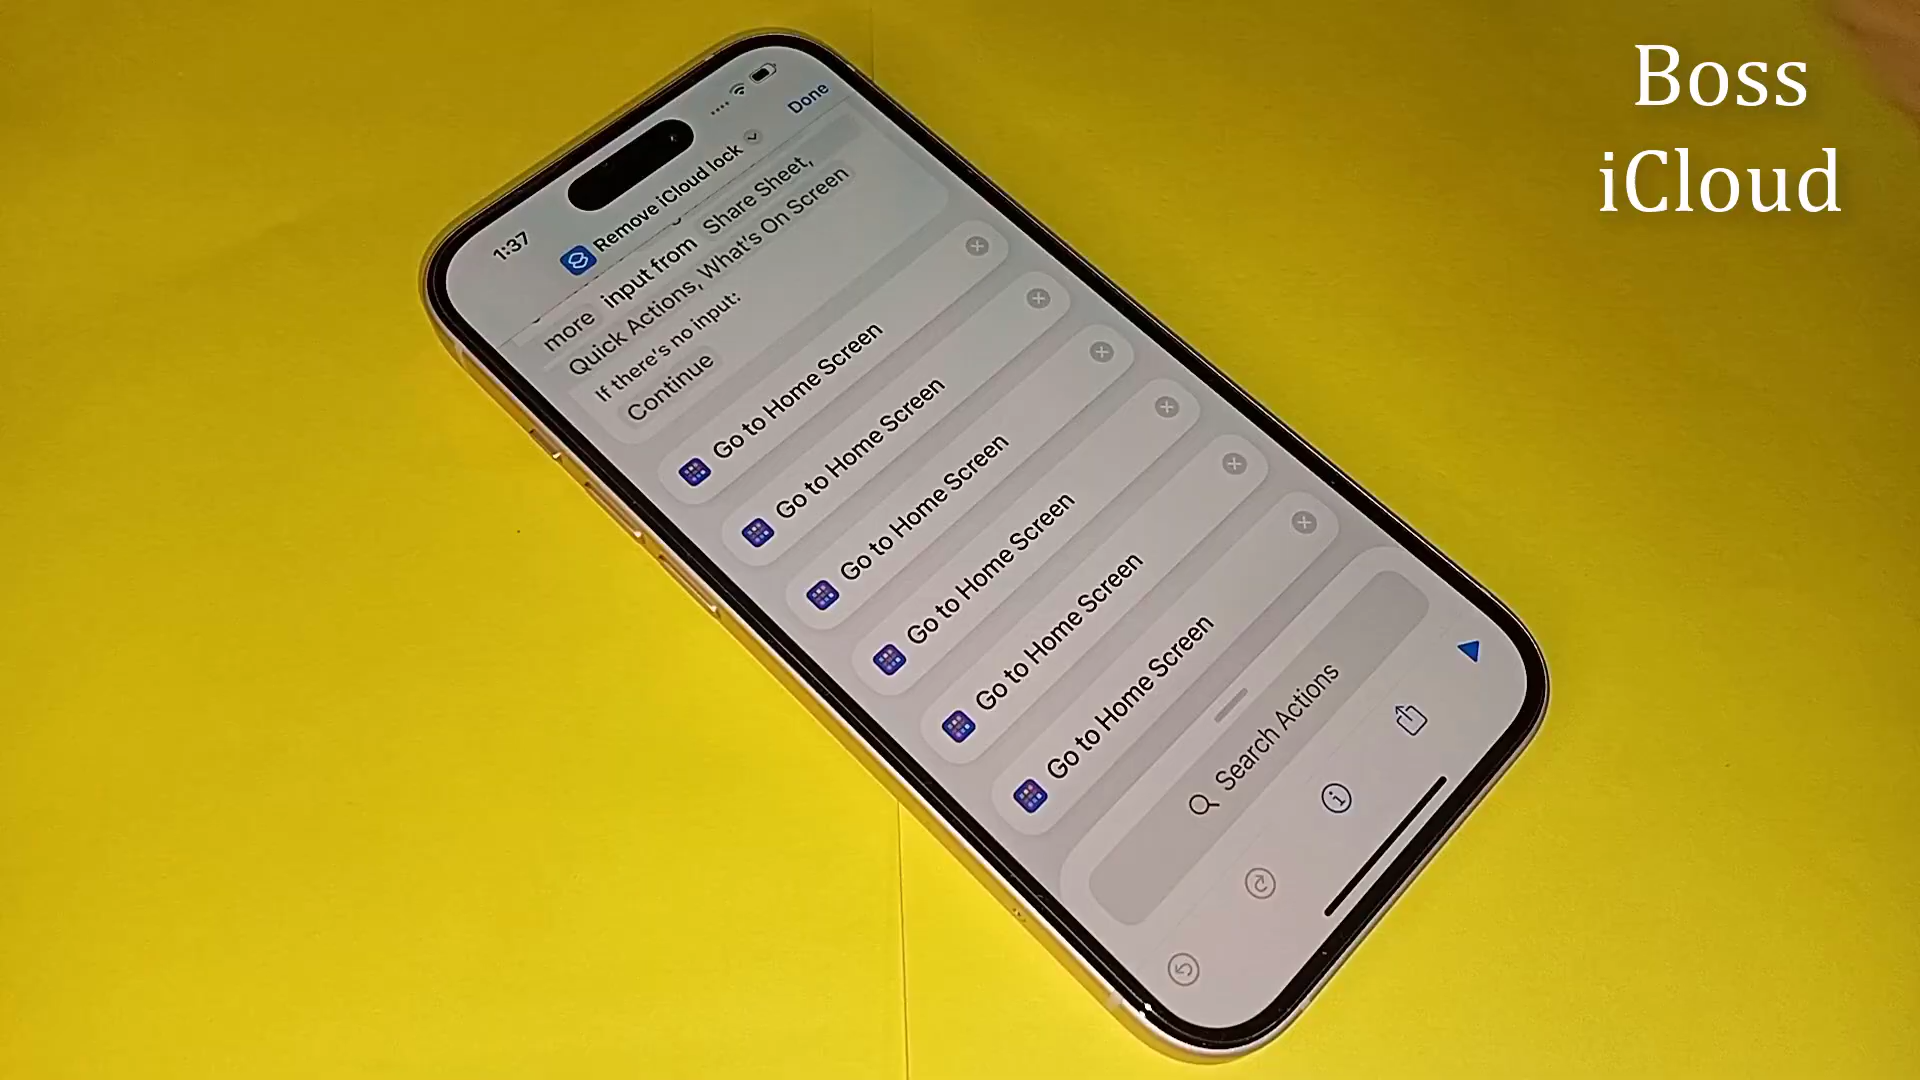 Boss
iCloud
1:37
Done
Remove iCloud lock
more input from Share Sheet,
Quick Actions, What's On Screen
If there's no input:
Continue
Go to Home Screen
Go to Home Screen
Go to Home Screen
Go to Home Screen
Go to Home Screen
Go to Home Screen
Search Actions